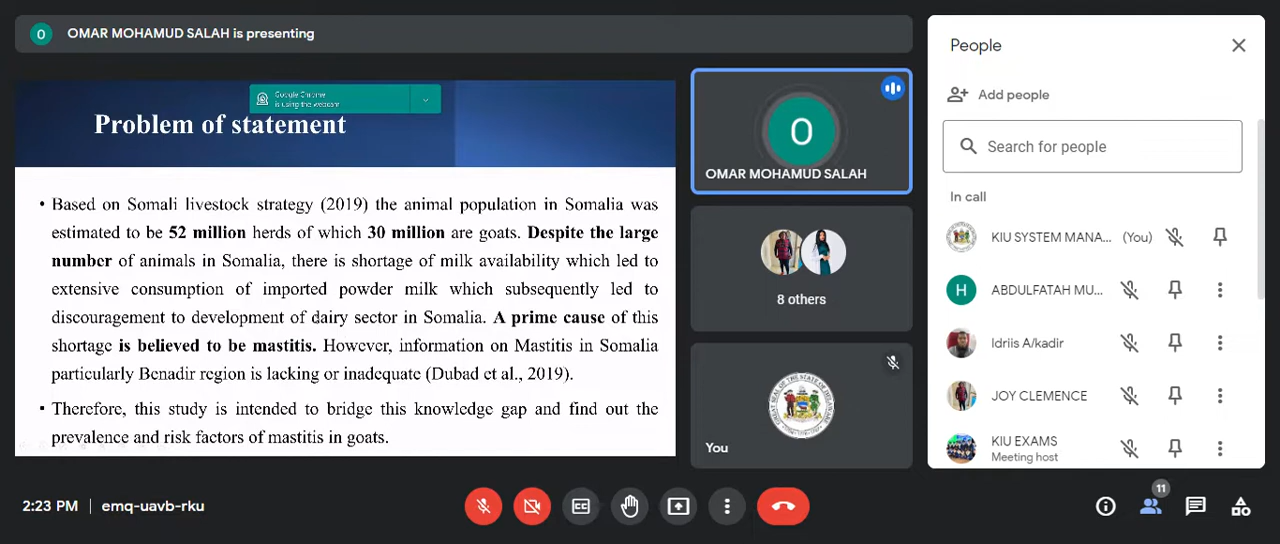 O
OMAR MOHAMUD SALAH is presenting
Google Chrome
is using the webcam
Problem of statement
• Based on Somali livestock strategy (2019) the animal population in Somalia was
estimated to be 52 million herds of which 30 million are goats. Despite the large
number of animals in Somalia, there is shortage of milk availability which led to
extensive consumption of imported powder milk which subsequently led to
discouragement to development of dairy sector in Somalia. A prime cause of this
shortage is believed to be mastitis. However, information on Mastitis in Somalia
particularly Benadir region is lacking or inadequate (Dubad et al., 2019).
• Therefore, this study is intended to bridge this knowledge gap and find out the
prevalence and risk factors of mastitis in goats.
O
OMAR MOHAMUD SALAH
8 others
You
People
Add people
Search for people
In call
KIU SYSTEM MANA... (You)
H
ABDULFATAH MU...
Idriis A/kadir
JOY CLEMENCE
KIU EXAMS
Meeting host
2:23 PM | emq-uavb-rku
CC
11